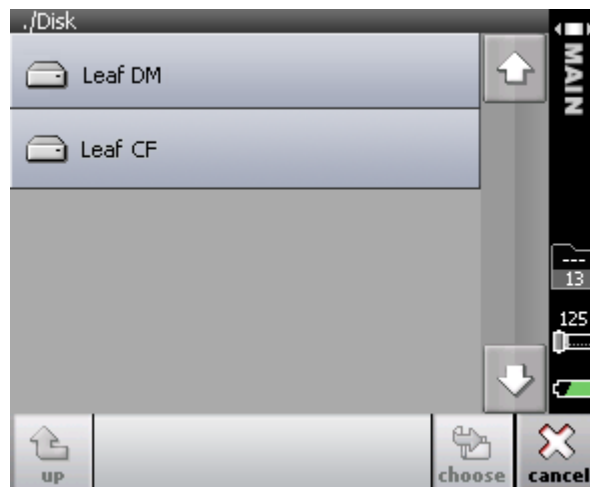 ./Disk
Leaf DM
Leaf CF
MAIN
---
13
125
up
choose
cancel